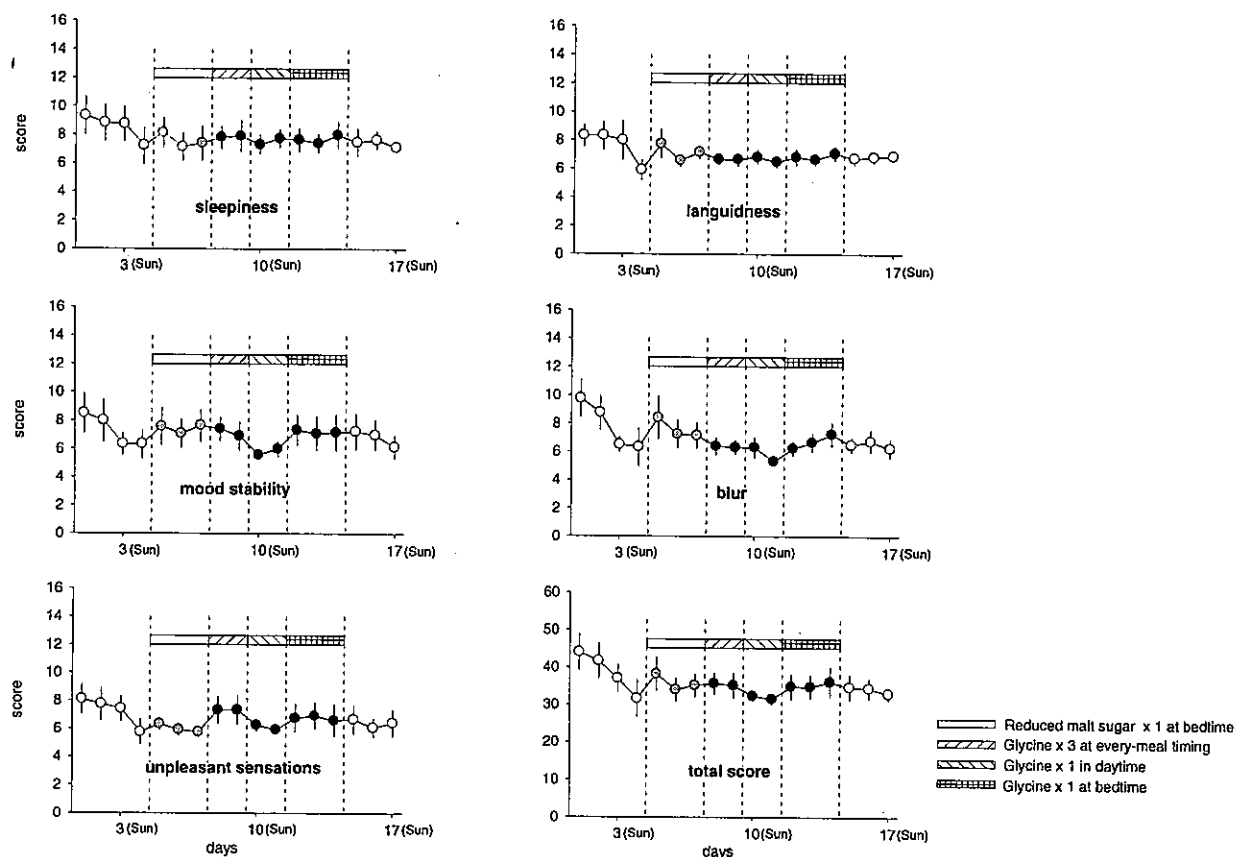 16
14
12
10
8
6
4
2
0
score
sleepiness
3 (Sun)
10 (Sun)
17 (Sun)
16
14
12
10
8
6
4
2
0
languidness
3 (Sun)
10 (Sun)
17 (Sun)
16
14
12
10
8
6
4
2
0
score
mood stability
3 (Sun)
10 (Sun)
17 (Sun)
16
14
12
10
8
6
4
2
0
blur
3 (Sun)
10 (Sun)
17 (Sun)
16
14
12
10
8
6
4
2
0
score
unpleasant sensations
3 (Sun)
10 (Sun)
17 (Sun)
days
60
50
40
30
20
10
0
total score
3 (Sun)
10 (Sun)
17 (Sun)
days
Reduced malt sugar x 1 at bedtime
Glycine x 3 at every-meal timing
Glycine x 1 in daytime
Glycine x 1 at bedtime